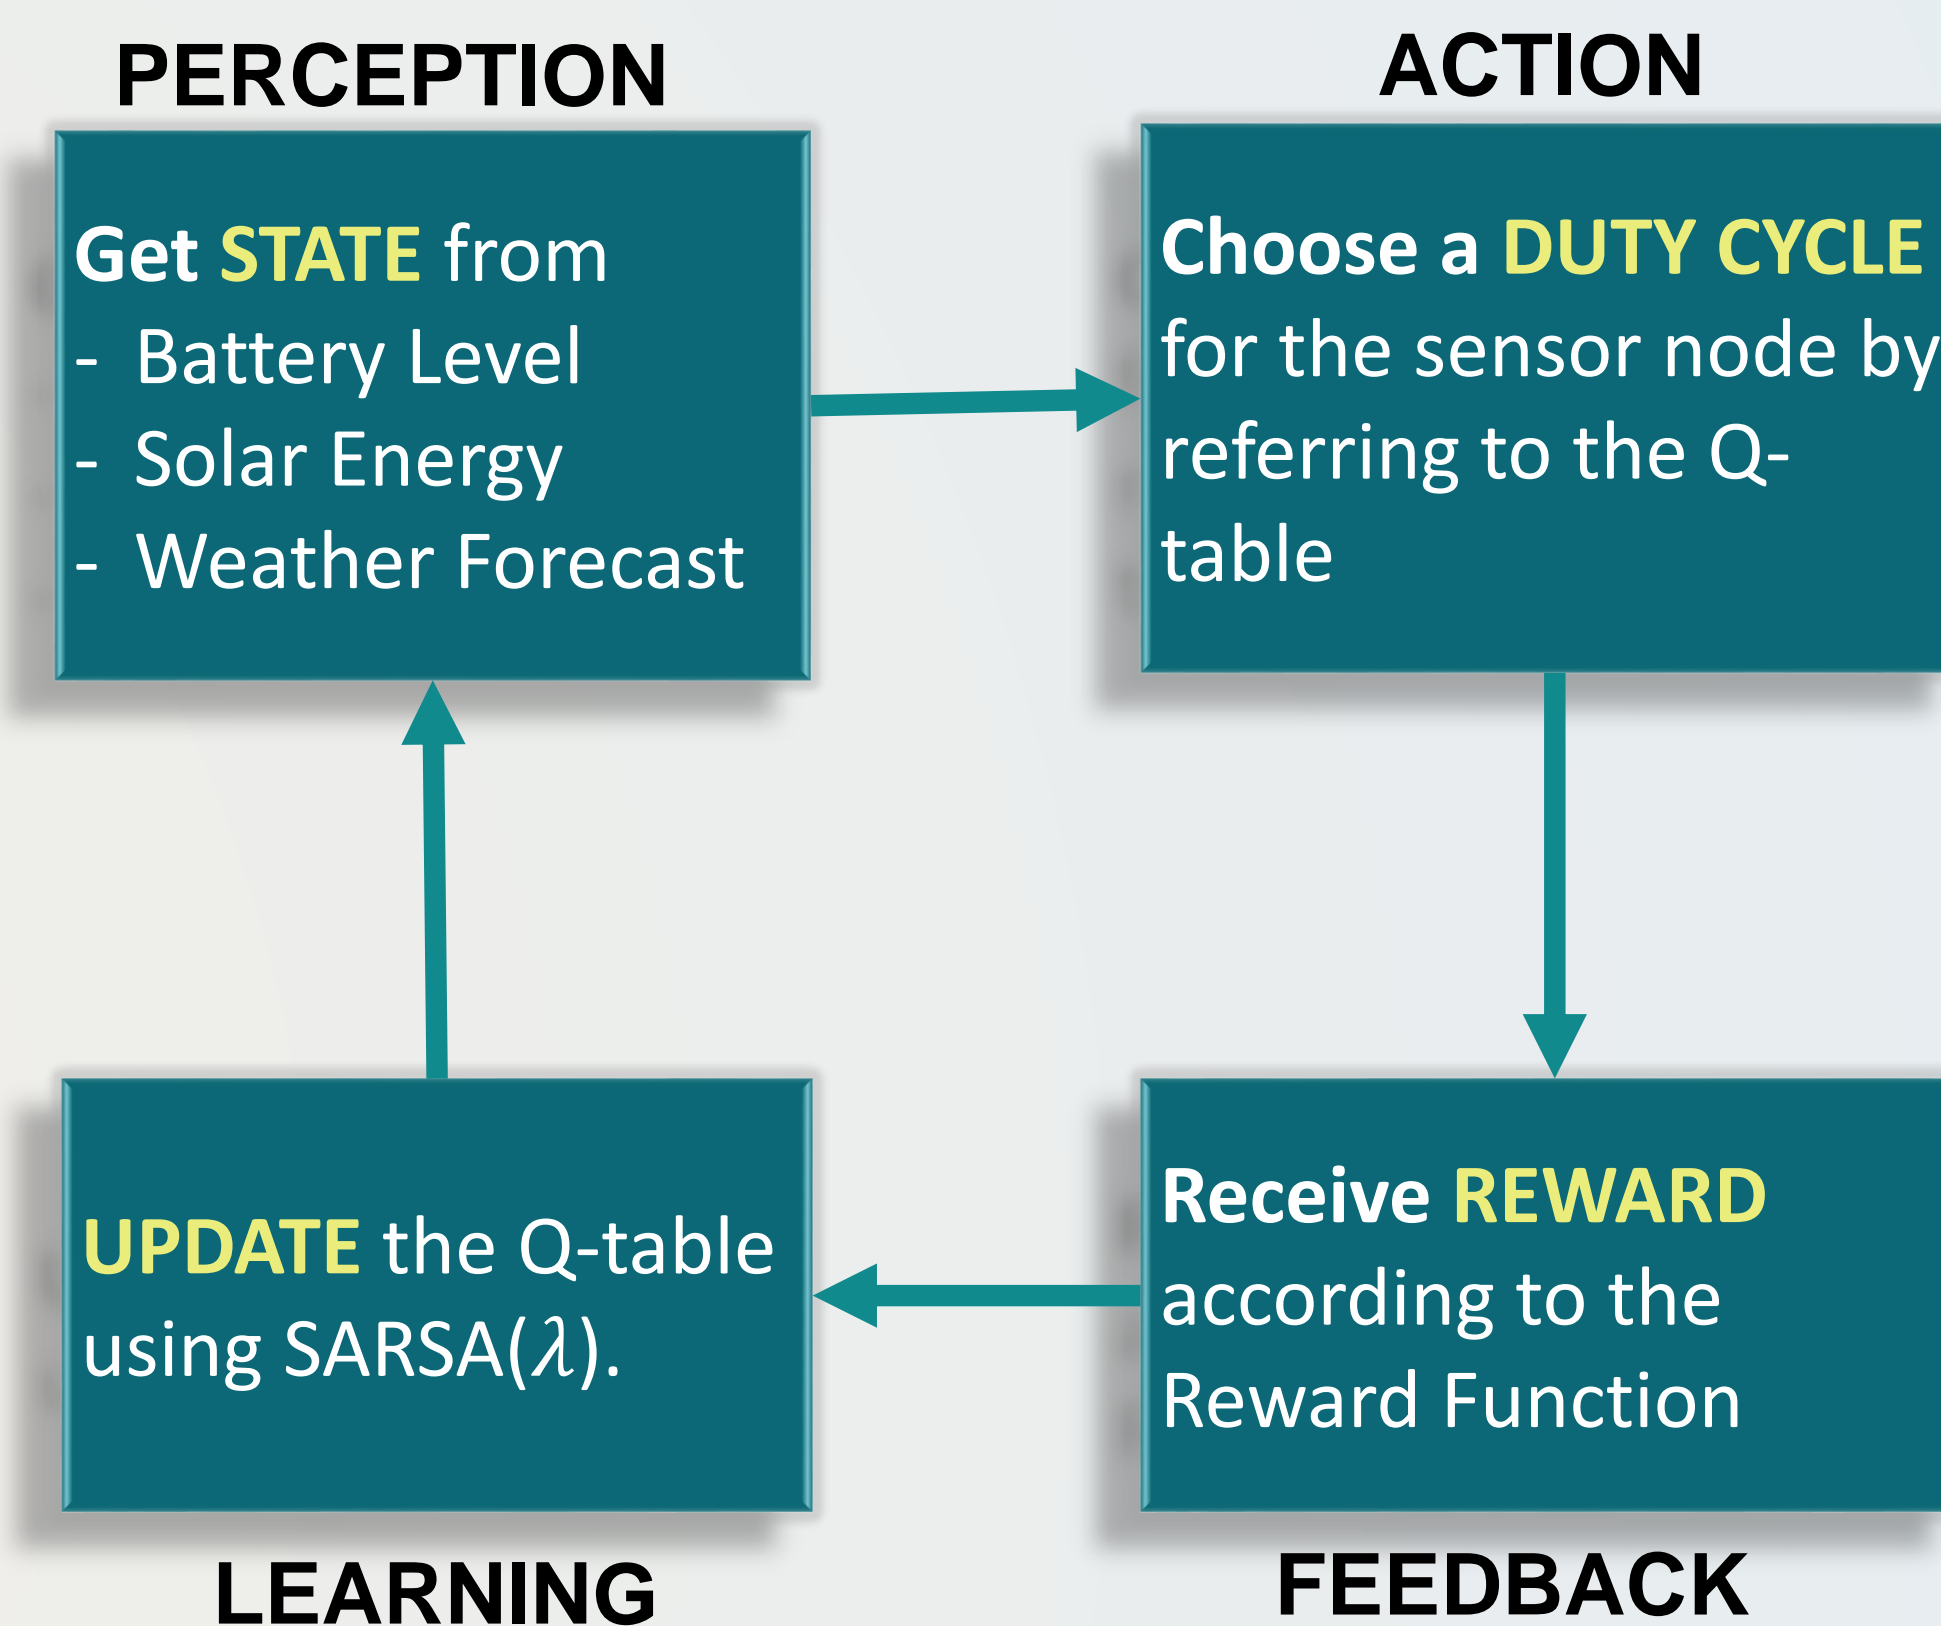 PERCEPTION
Get STATE from
- Battery Level
- Solar Energy
- Weather Forecast
ACTION
Choose a DUTY CYCLE
for the sensor node by
referring to the Q-
table
UPDATE the Q-table
using SARSA(λ).
LEARNING
Receive REWARD
according to the
Reward Function
FEEDBACK